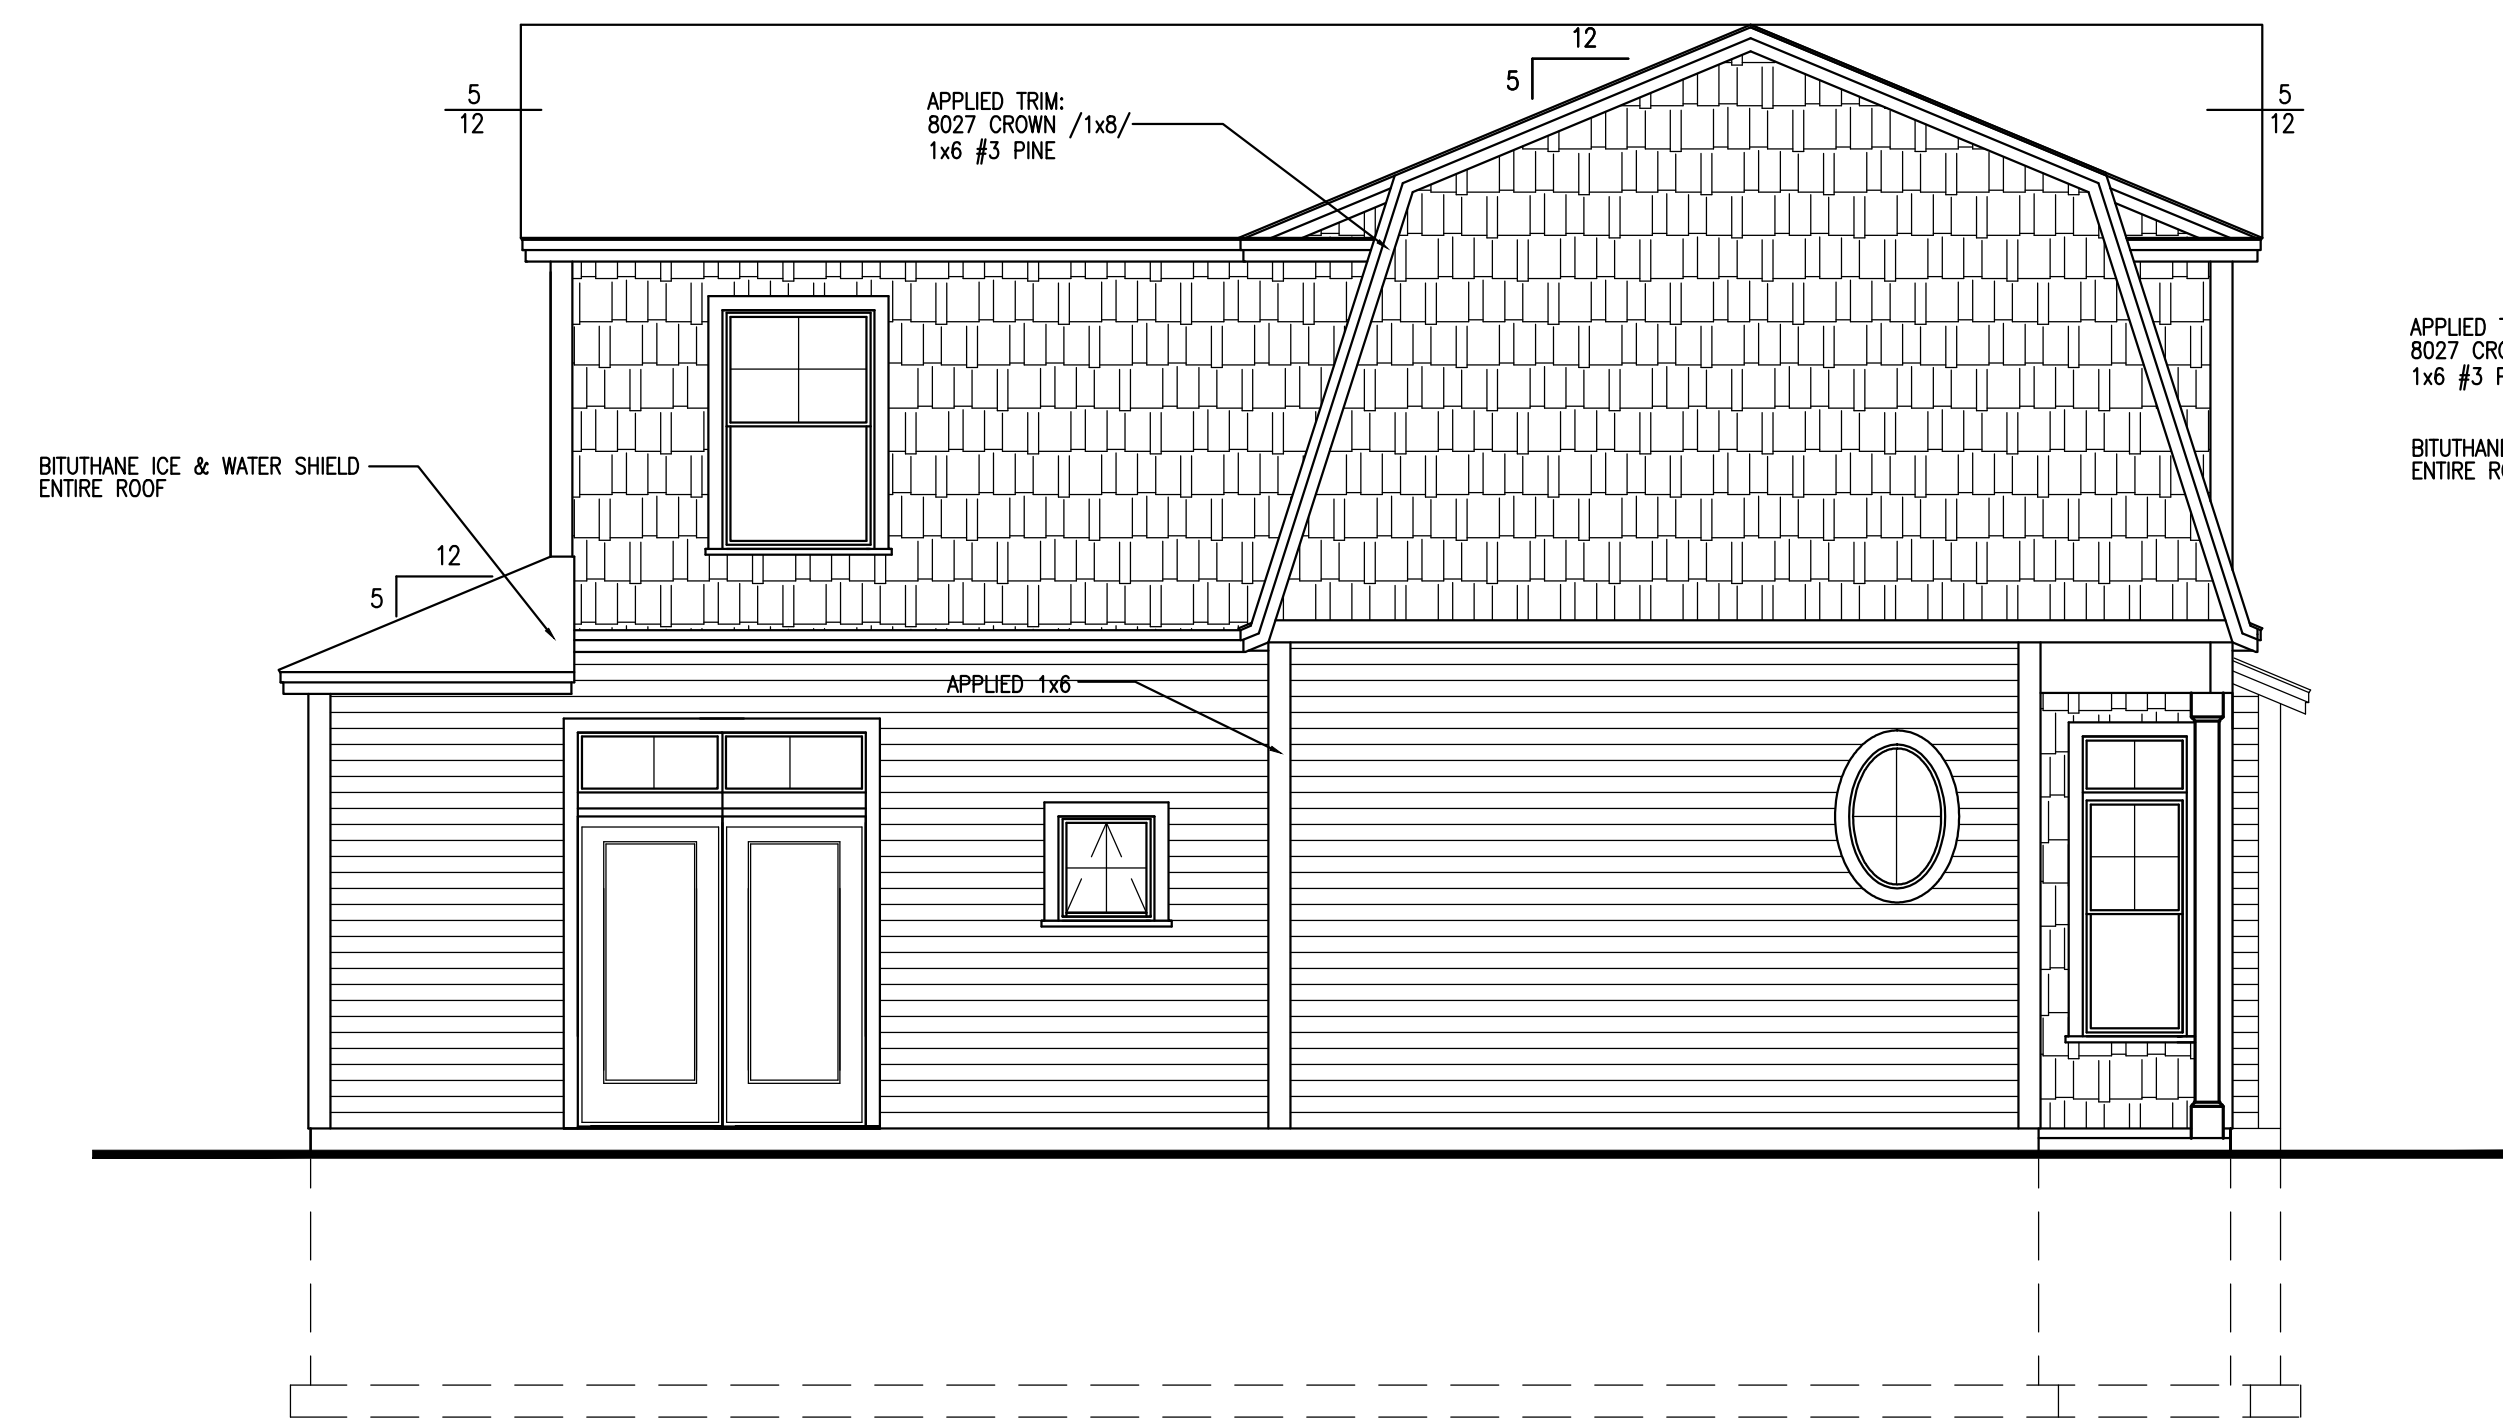 12
5
5
12
5
12
APPLIED TRIM:
8027 CROWN /1x8/
1x6 #3 PINE
APPLIED
8027
1x6 #3
BITUTHANE ICE & WATER SHIELD
ENTIRE ROOF
ENTIRE
12
5
APPLIED 1x6